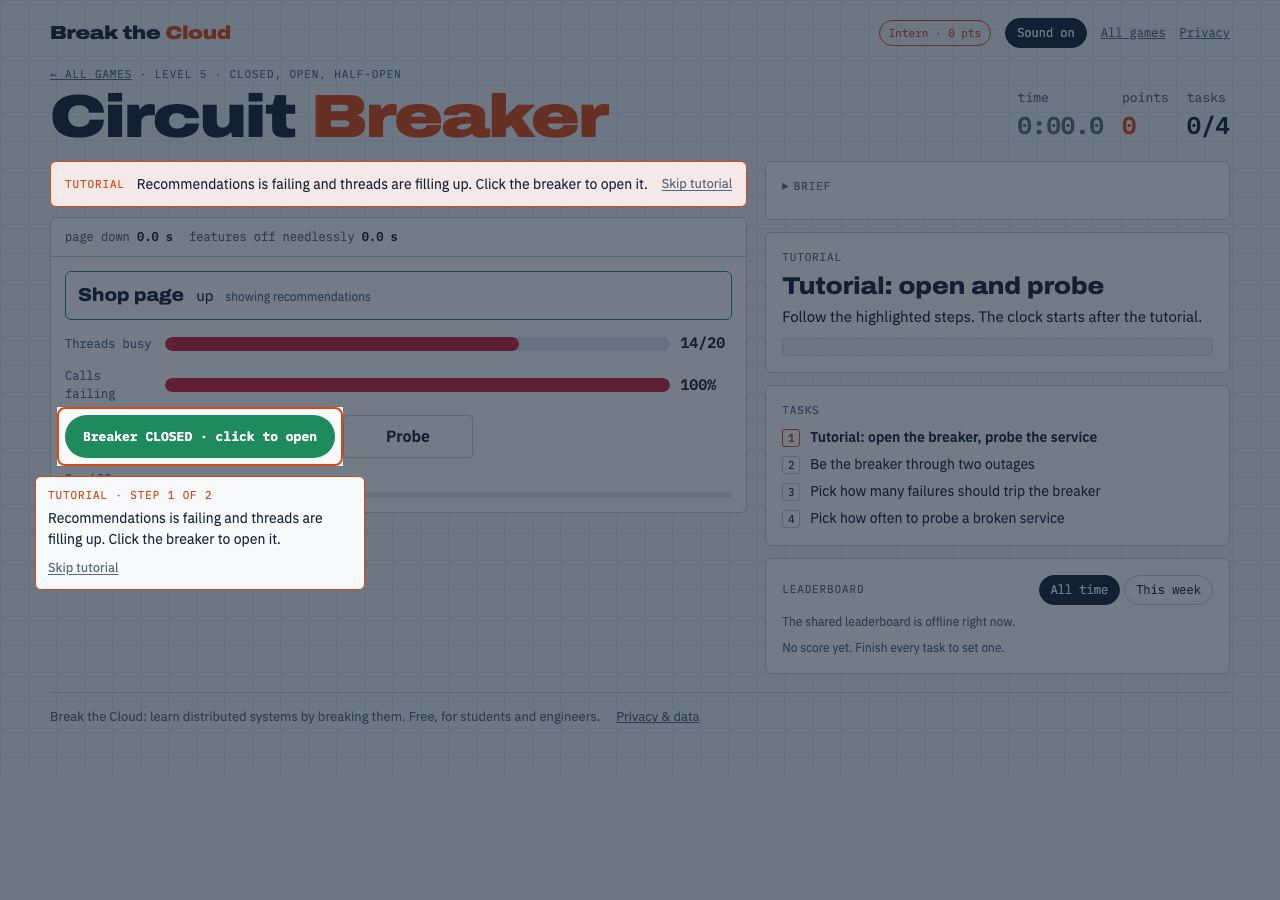 Break the Cloud
Intern · 0 pts
Sound on
All games
Privacy
← ALL GAMES · LEVEL 5 · CLOSED, OPEN, HALF-OPEN
Circuit Breaker
time
0:00.0
points
0
tasks
0/4
TUTORIAL Recommendations is failing and threads are filling up. Click the breaker to open it. Skip tutorial
page down 0.0 s features off needlessly 0.0 s
Shop page up showing recommendations
Threads busy 14/20
Calls failing 100%
Breaker CLOSED · click to open
Probe
TUTORIAL · STEP 1 OF 2
Recommendations is failing and threads are
filling up. Click the breaker to open it.
Skip tutorial
▶ BRIEF
TUTORIAL
Tutorial: open and probe
Follow the highlighted steps. The clock starts after the tutorial.
TASKS
1 Tutorial: open the breaker, probe the service
2 Be the breaker through two outages
3 Pick how many failures should trip the breaker
4 Pick how often to probe a broken service
LEADERBOARD
All time
This week
The shared leaderboard is offline right now.
No score yet. Finish every task to set one.
Break the Cloud: learn distributed systems by breaking them. Free, for students and engineers. Privacy & data